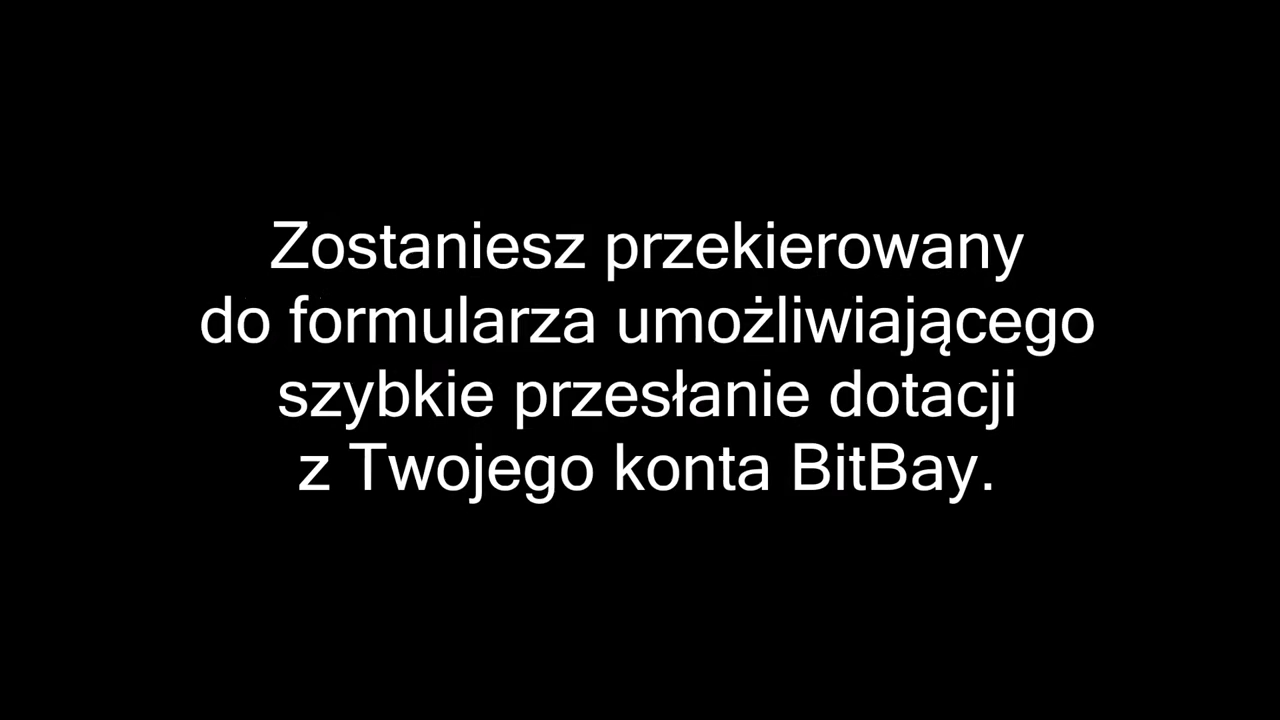 Zostaniesz przekierowany
do formularza umożliwiającego
szybkie przesłanie dotacji
z Twojego konta BitBay.